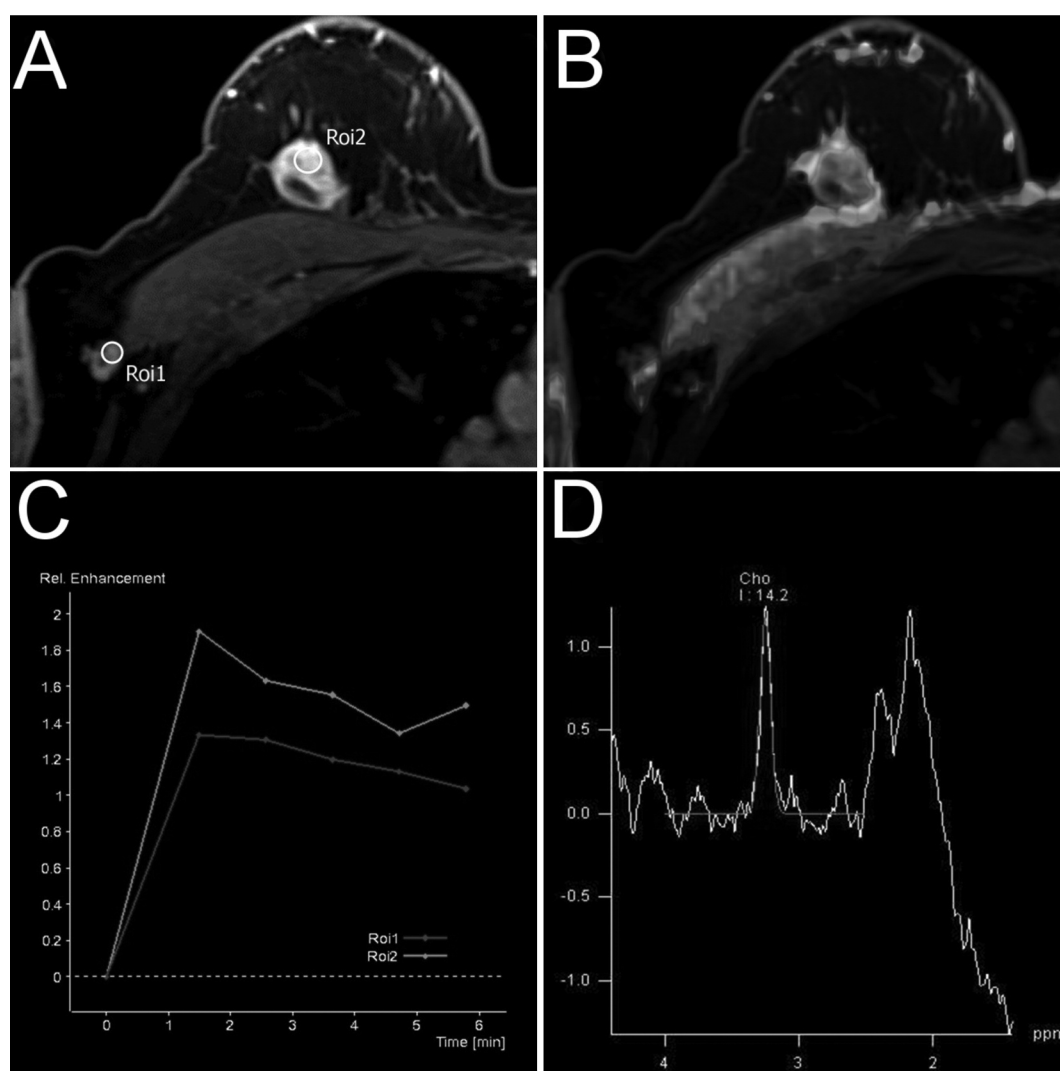 A
Roi2
Roi1
B
C
Rel. Enhancement
2
1.8
1.6
1.4
1.2
1
0.8
0.6
0.4
0.2
0
Roi1
Roi2
0 1 2 3 4 5 6
Time [min]
D
Cho
I : 14.2
1.0
0.5
0.0
-0.5
-1.0
ppm
4 3 2